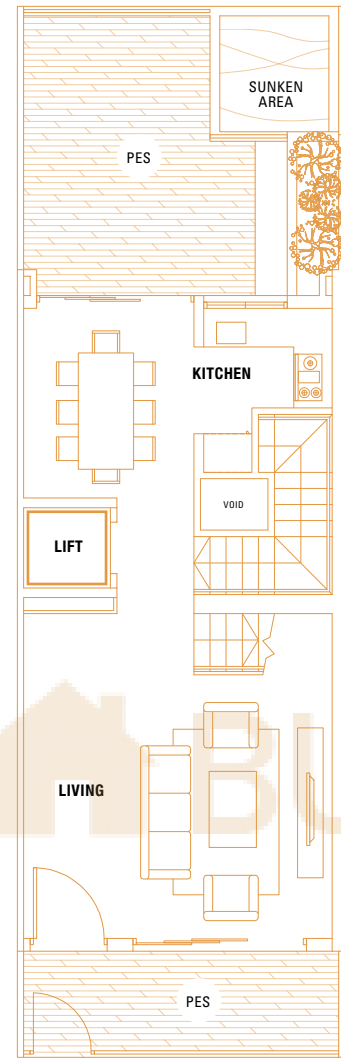 SUNKEN
AREA
PES
KITCHEN
VOID
LIFT
LIVING
PES